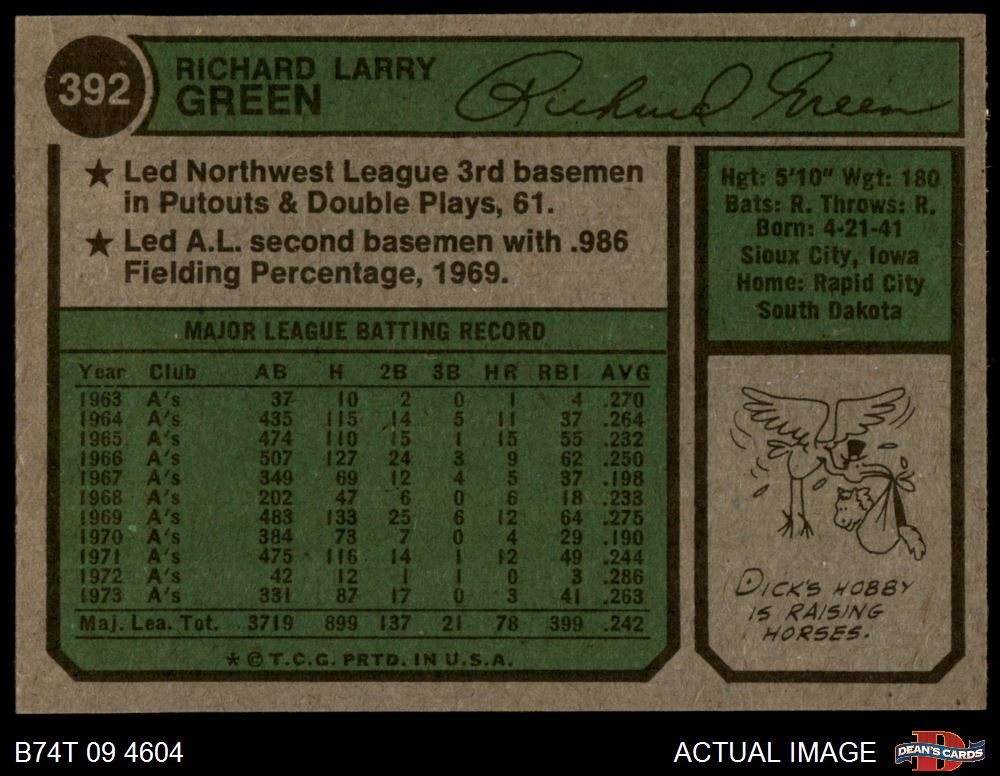 392
RICHARD LARRY
GREEN
Richard Green
★ Led Northwest League 3rd basemen
in Putouts & Double Plays, 61.
★ Led A.L. second basemen with .986
Fielding Percentage, 1969.
MAJOR LEAGUE BATTING RECORD
Year Club AB H 2B 3B HR RBI AVG
1963 A's 37 10 2 0 1 4 .270
1964 A's 435 115 14 5 11 37 .264
1965 A's 474 110 15 1 15 55 .232
1966 A's 507 127 24 3 9 62 .250
1967 A's 349 69 12 4 5 37 .198
1968 A's 202 47 6 0 6 18 .233
1969 A's 483 133 25 6 12 64 .275
1970 A's 384 73 7 0 4 29 .190
1971 A's 475 116 14 1 12 49 .244
1972 A's 42 12 1 1 0 3 .286
1973 A's 331 87 17 0 3 41 .263
Maj. Lea. Tot. 3719 899 137 21 78 399 .242
* © T.C.G. PRTD. IN U.S.A.
Hgt: 5'10" Wgt: 180
Bats: R. Throws: R.
Born: 4-21-41
Sioux City, Iowa
Home: Rapid City
South Dakota
DICK'S HOBBY
IS RAISING
HORSES.
B74T 09 4604
ACTUAL IMAGE
DEAN'S CARDS